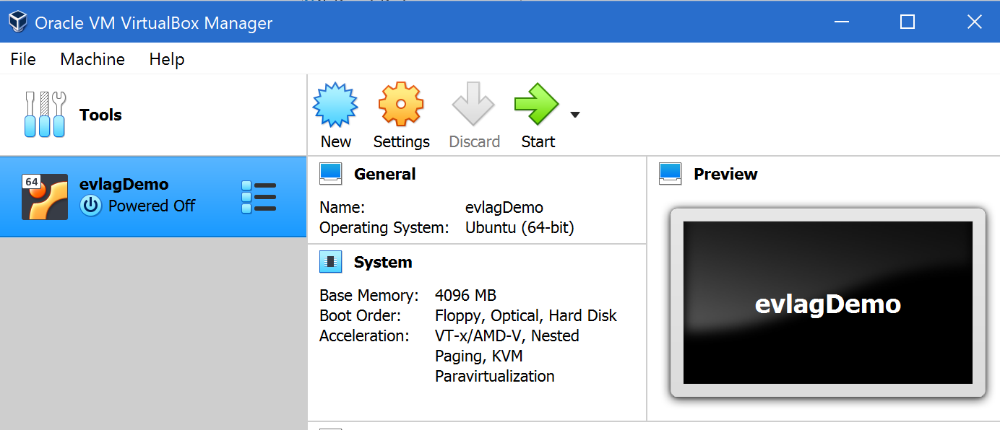 Oracle VM VirtualBox Manager
File Machine Help
Tools
New Settings Discard Start
64
evlagDemo
Powered Off
General
Name: evlagDemo
Operating System: Ubuntu (64-bit)
System
Base Memory: 4096 MB
Boot Order: Floppy, Optical, Hard Disk
Acceleration: VT-x/AMD-V, Nested
Paging, KVM
Paravirtualization
Preview
evlagDemo